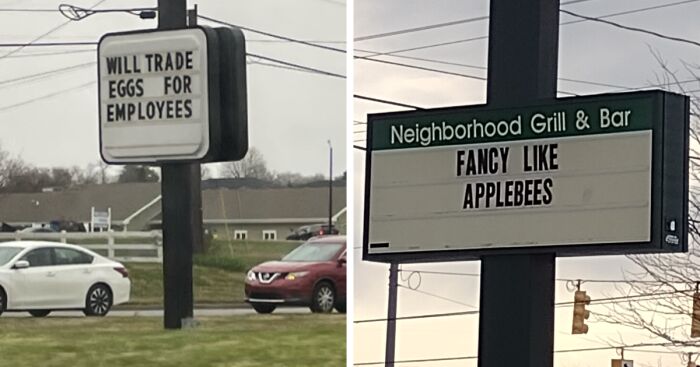 WILL TRADE
EGGS FOR
EMPLOYEES
Neighborhood Grill & Bar
FANCY LIKE
APPLEBEES